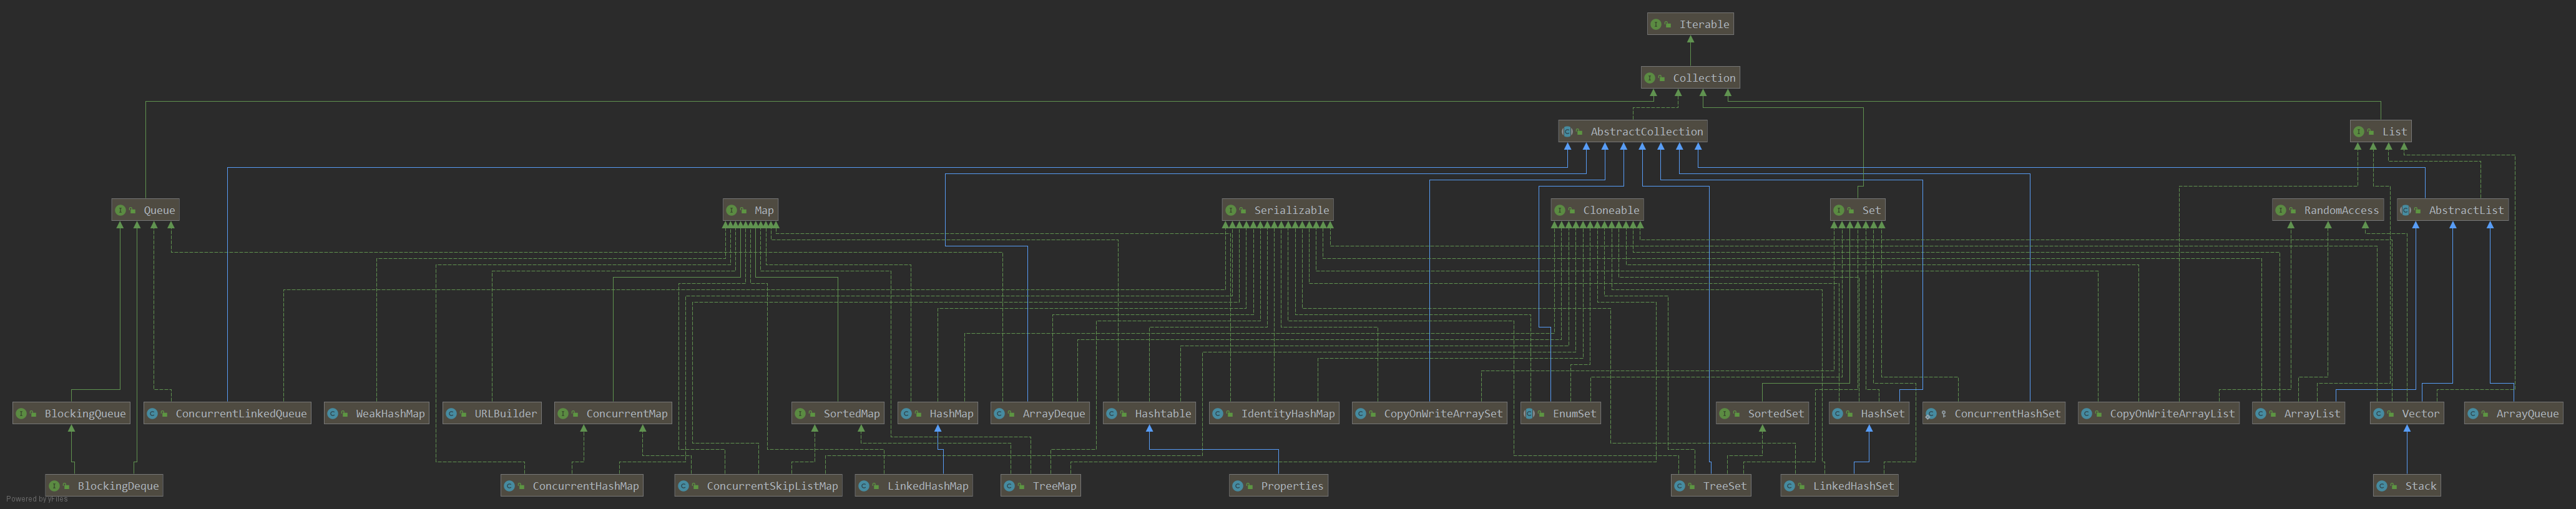 Iterable
Collection
AbstractCollection
List
Queue
Map
Serializable
Cloneable
Set
RandomAccess
AbstractList
BlockingQueue
ConcurrentLinkedQueue
WeakHashMap
URLBuilder
ConcurrentMap
SortedMap
HashMap
ArrayDeque
Hashtable
IdentityHashMap
CopyOnWriteArraySet
EnumSet
SortedSet
HashSet
ConcurrentHashSet
CopyOnWriteArrayList
ArrayList
Vector
ArrayQueue
BlockingDeque
ConcurrentHashMap
ConcurrentSkipListMap
LinkedHashMap
TreeMap
Properties
TreeSet
LinkedHashSet
Stack
Powered by yFiles